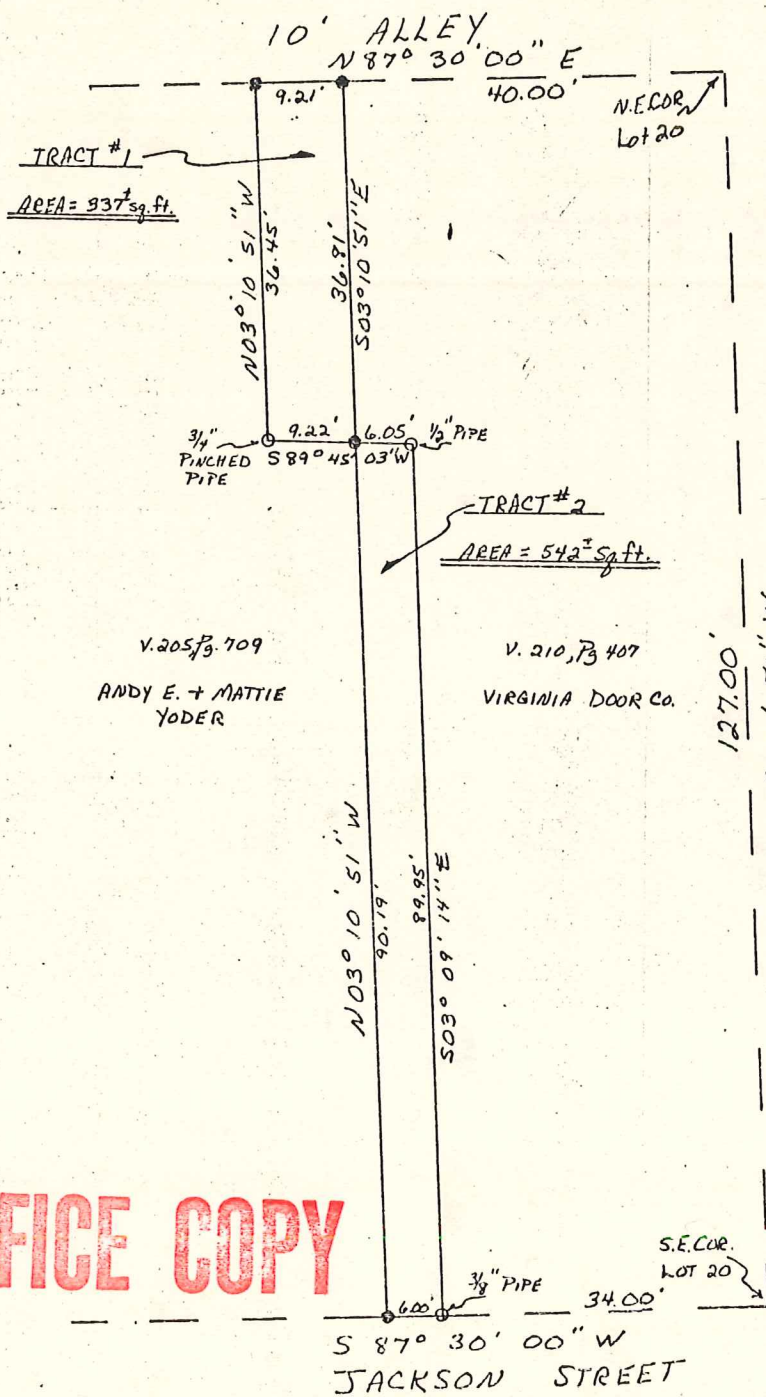 10' ALLEY
N 87° 30' 00" E
9.21'
40.00'
N.E.COR.
Lot 20
TRACT #1
AREA = 337± sq.ft.
N03° 10' 51" W
36.45'
36.81'
S03° 10' 51" E
3/4"
PINCHED
PIPE
9.22'
6.05'
1/2" PIPE
S 89° 45' 03" W
TRACT #2
AREA = 542± Sq.ft.
V. 205, Pg. 709
ANDY E. + MATTIE
YODER
V. 210, Pg 407
VIRGINIA DOOR CO.
127.00'
N03° 10' 51" W
90.19'
89.95'
S03° 09' 14" E
FICE COPY
S.E. COR.
LOT 20
3/8" PIPE
6.00'
34.00'
S 87° 30' 00" W
JACKSON STREET